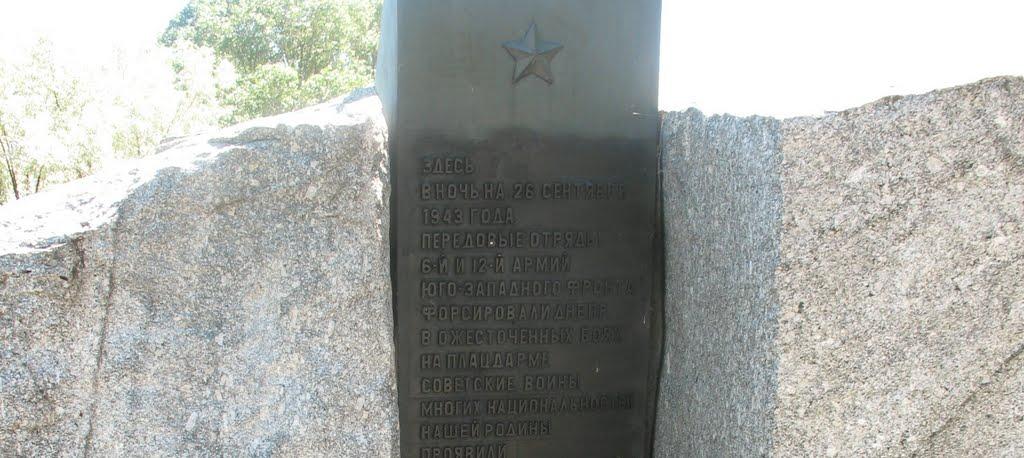 ЗДЕСЬ
В НОЧЬ НА 26 СЕНТЯБРЯ
1943 ГОДА
ПЕРЕДОВЫЕ ОТРЯДЫ
6-Й И 12-Й АРМИЙ
ЮГО-ЗАПАДНОГО ФРОНТА
ФОРСИРОВАЛИ ДНЕПР
В ОЖЕСТОЧЕННЫХ БОЯХ
НА ПЛАЦДАРМЕ
СОВЕТСКИЕ ВОИНЫ
МНОГИХ НАЦИОНАЛЬНОСТЕЙ
НАШЕЙ РОДИНЫ
ПРОЯВИЛИ